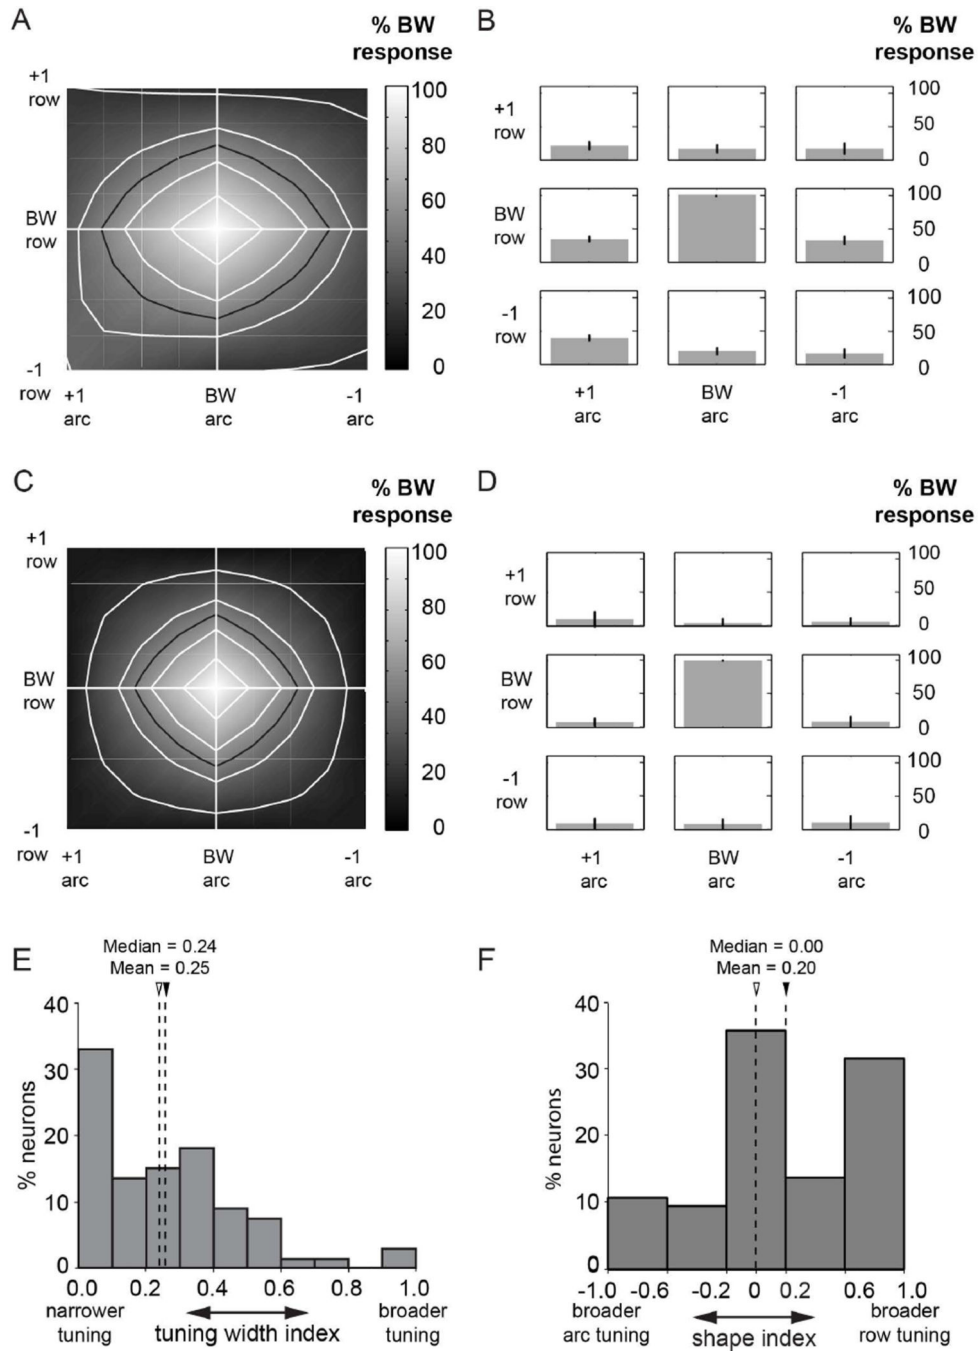 A
% BW
response
+1
row
BW
row
-1
row
+1
arc
BW
arc
-1
arc
100
80
60
40
20
0
B
% BW
response
+1
row
100
50
0
BW
row
100
50
0
-1
row
100
50
0
+1
arc
BW
arc
-1
arc
C
% BW
response
+1
row
BW
row
-1
row
+1
arc
BW
arc
-1
arc
100
80
60
40
20
0
D
% BW
response
+1
row
100
50
0
BW
row
100
50
0
-1
row
100
50
0
+1
arc
BW
arc
-1
arc
E
Median = 0.24
Mean = 0.25
% neurons
40
30
20
10
0
0.0 0.2 0.4 0.6 0.8 1.0
narrower
tuning
tuning width index
broader
tuning
F
Median = 0.00
Mean = 0.20
% neurons
40
30
20
10
0
-1.0 -0.6 -0.2 0 0.2 0.6 1.0
broader
arc tuning
shape index
broader
row tuning